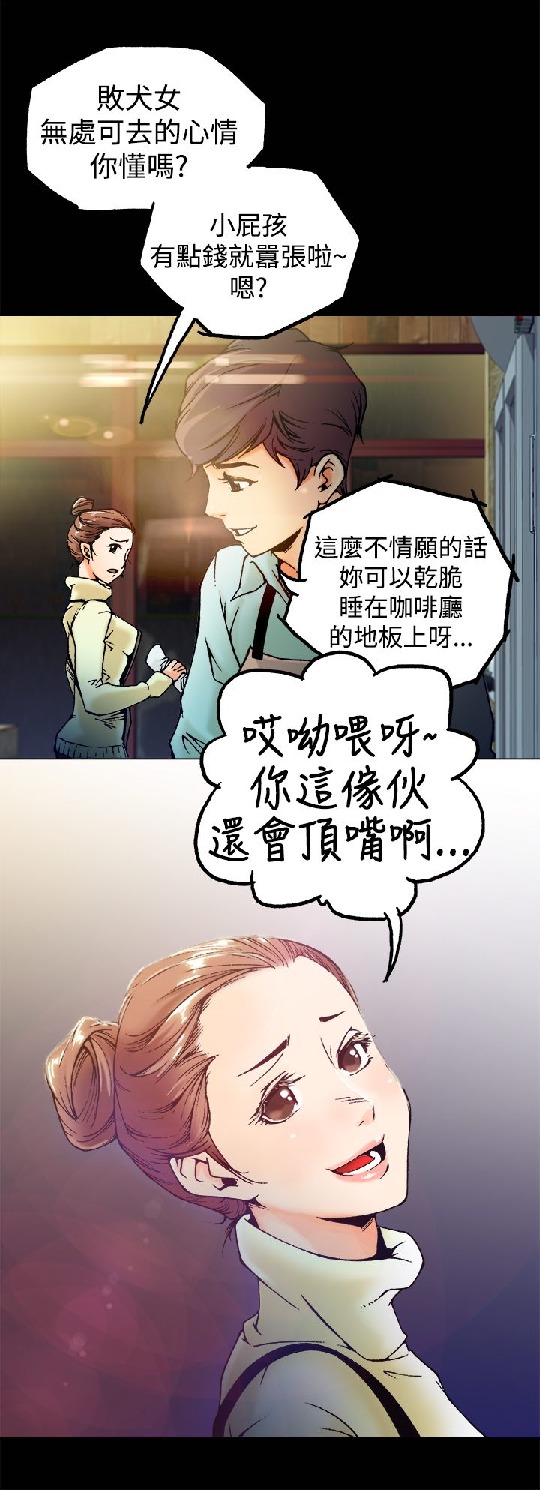 敗犬女
無處可去的心情
你懂嗎?
小屁孩
有點錢就囂張啦~
嗯?
這麼不情願的話
妳可以乾脆
睡在咖啡廳
的地板上呀...
哎呦喂呀~
你這傢伙
還會頂嘴啊...